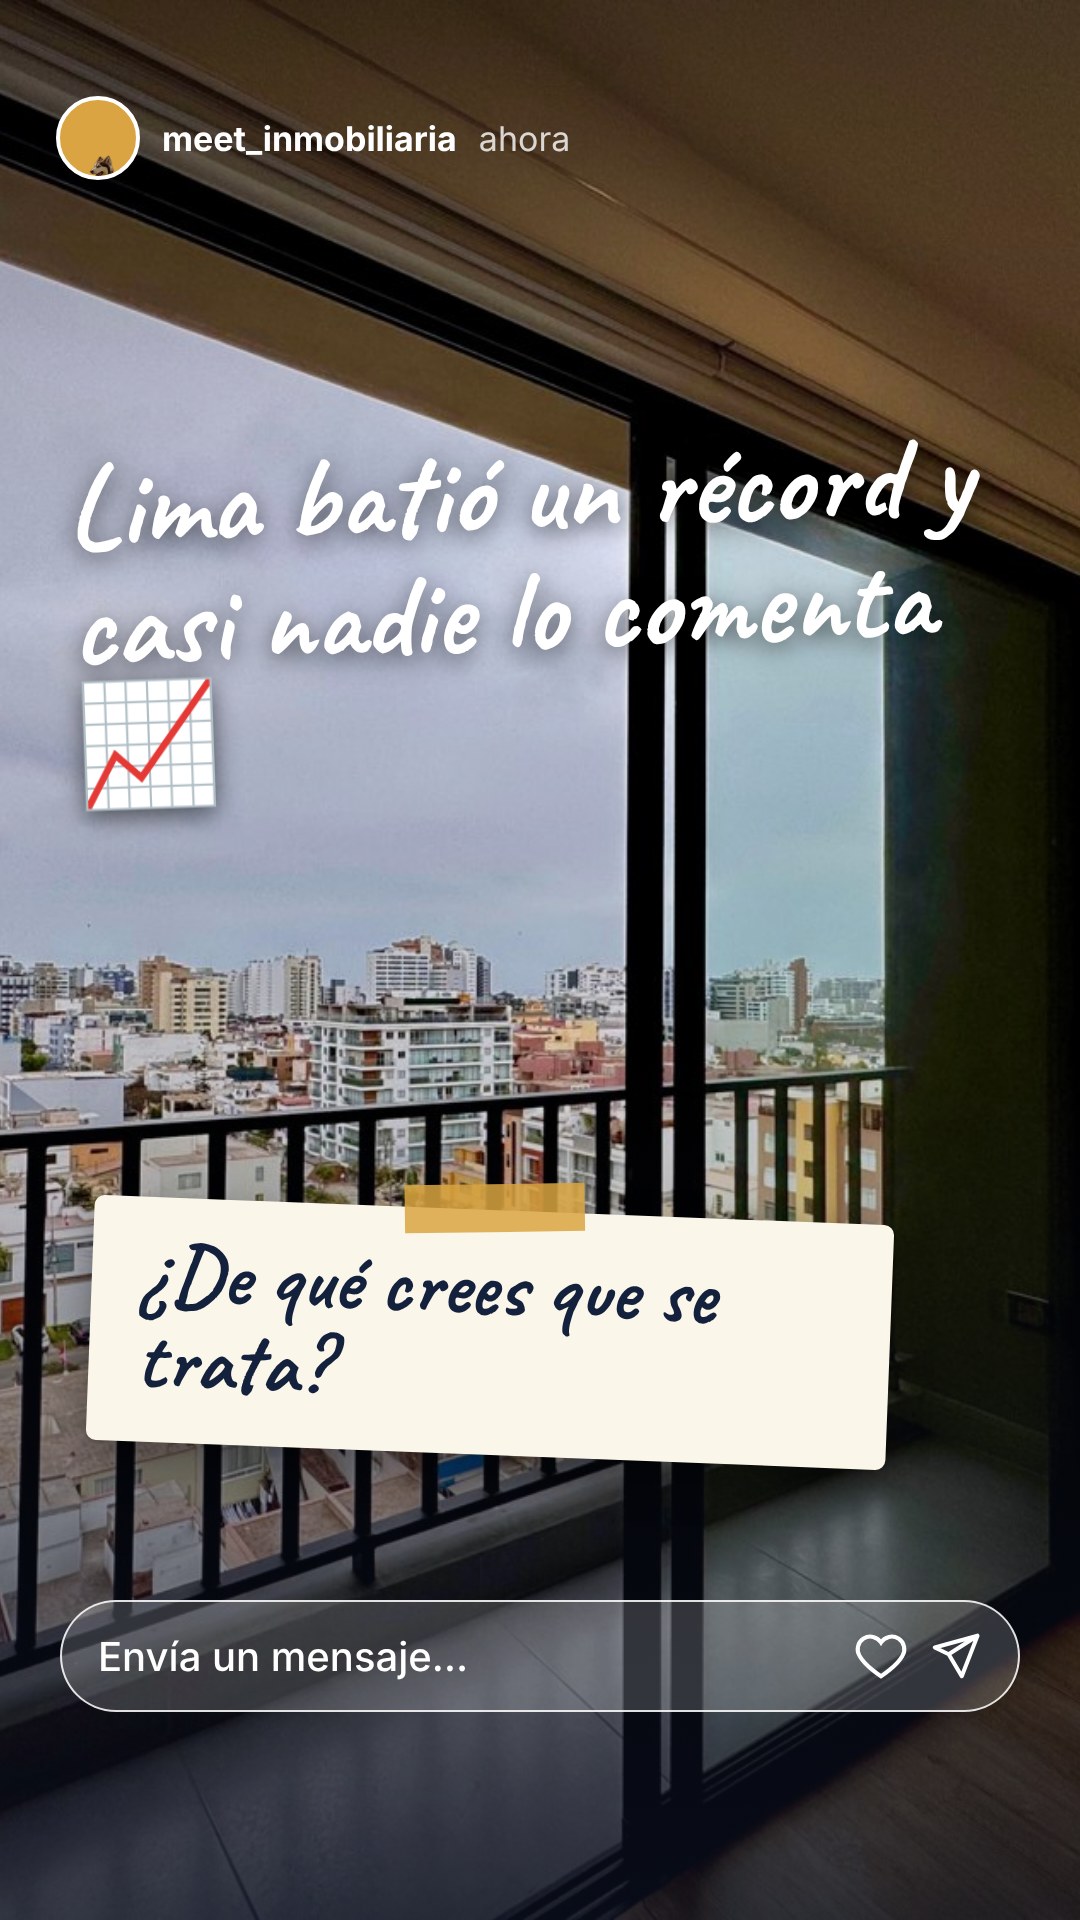 meet_inmobiliaria ahora
Lima batió un récord y
casi nadie lo comenta
¿De qué crees que se
trata?
Envía un mensaje...